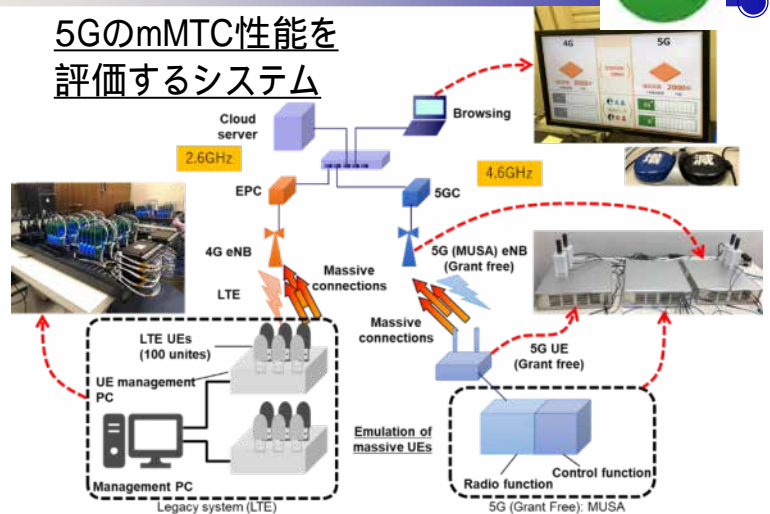 5GのmMTC性能を
評価するシステム
4G
5G
Cloud
server
Browsing
2.6GHz
4.6GHz
EPC
5GC
増
減
4G eNB
5G (MUSA) eNB
(Grant free)
Massive
connections
LTE
Massive
connections
LTE UEs
(100 unites)
5G UE
(Grant free)
UE management
PC
Emulation of
massive UEs
Management PC
Radio function
Control function
Legacy system (LTE)
5G (Grant Free): MUSA